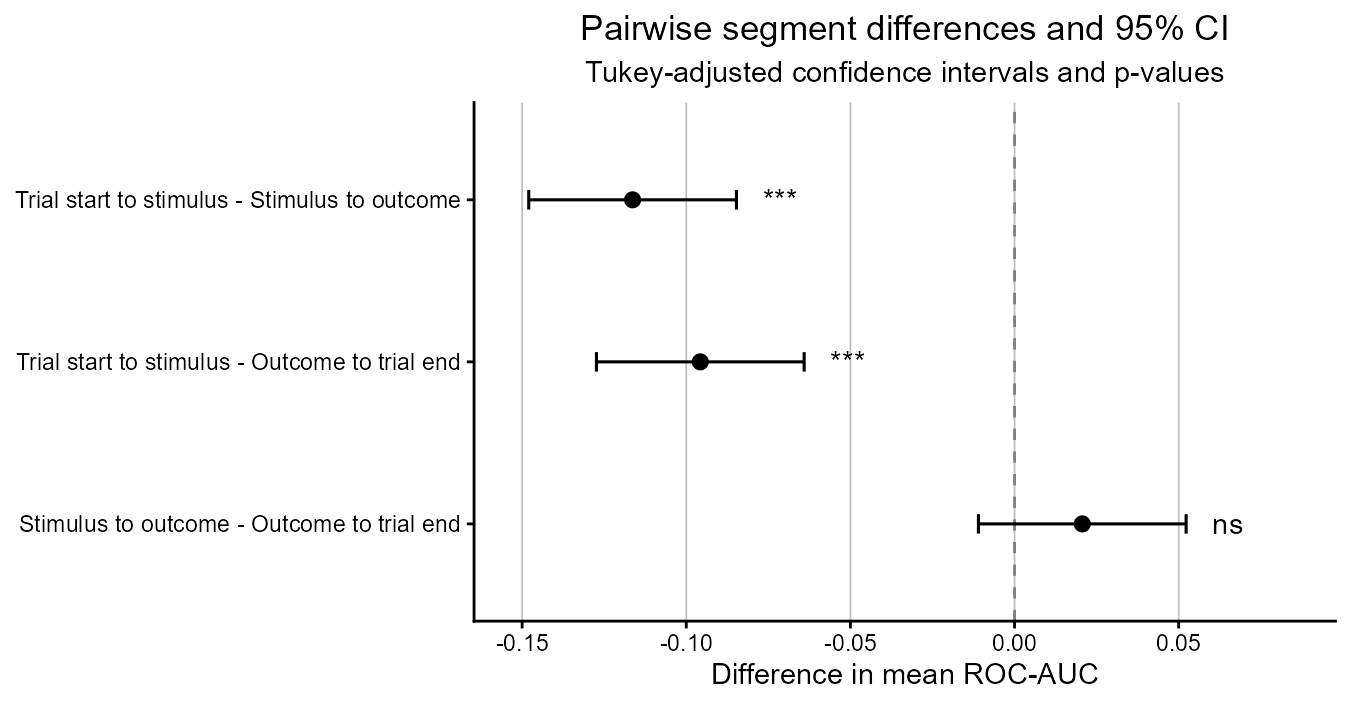 Pairwise segment differences and 95% CI
Tukey-adjusted confidence intervals and p-values
Trial start to stimulus - Stimulus to outcome
***
Trial start to stimulus - Outcome to trial end
***
Stimulus to outcome - Outcome to trial end
ns
-0.15 -0.10 -0.05 0.00 0.05
Difference in mean ROC-AUC